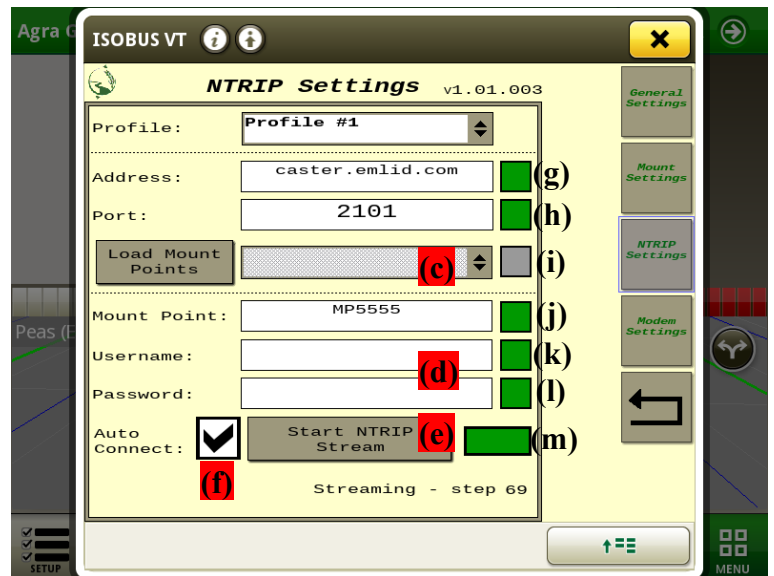 Agra G
ISOBUS VT
NTRIP Settings v1.01.003
General Settings
Profile: Profile #1
Address: caster.emlid.com (g)
Mount Settings
Port: 2101 (h)
Load Mount Points (c) (i)
NTRIP Settings
Mount Point: MP5555 (j)
Modem Settings
Peas (E
Username: (d) (k)
Password: (l)
Auto Connect: (f) Start NTRIP Stream (e) (m)
Streaming - step 69
SETUP
MENU